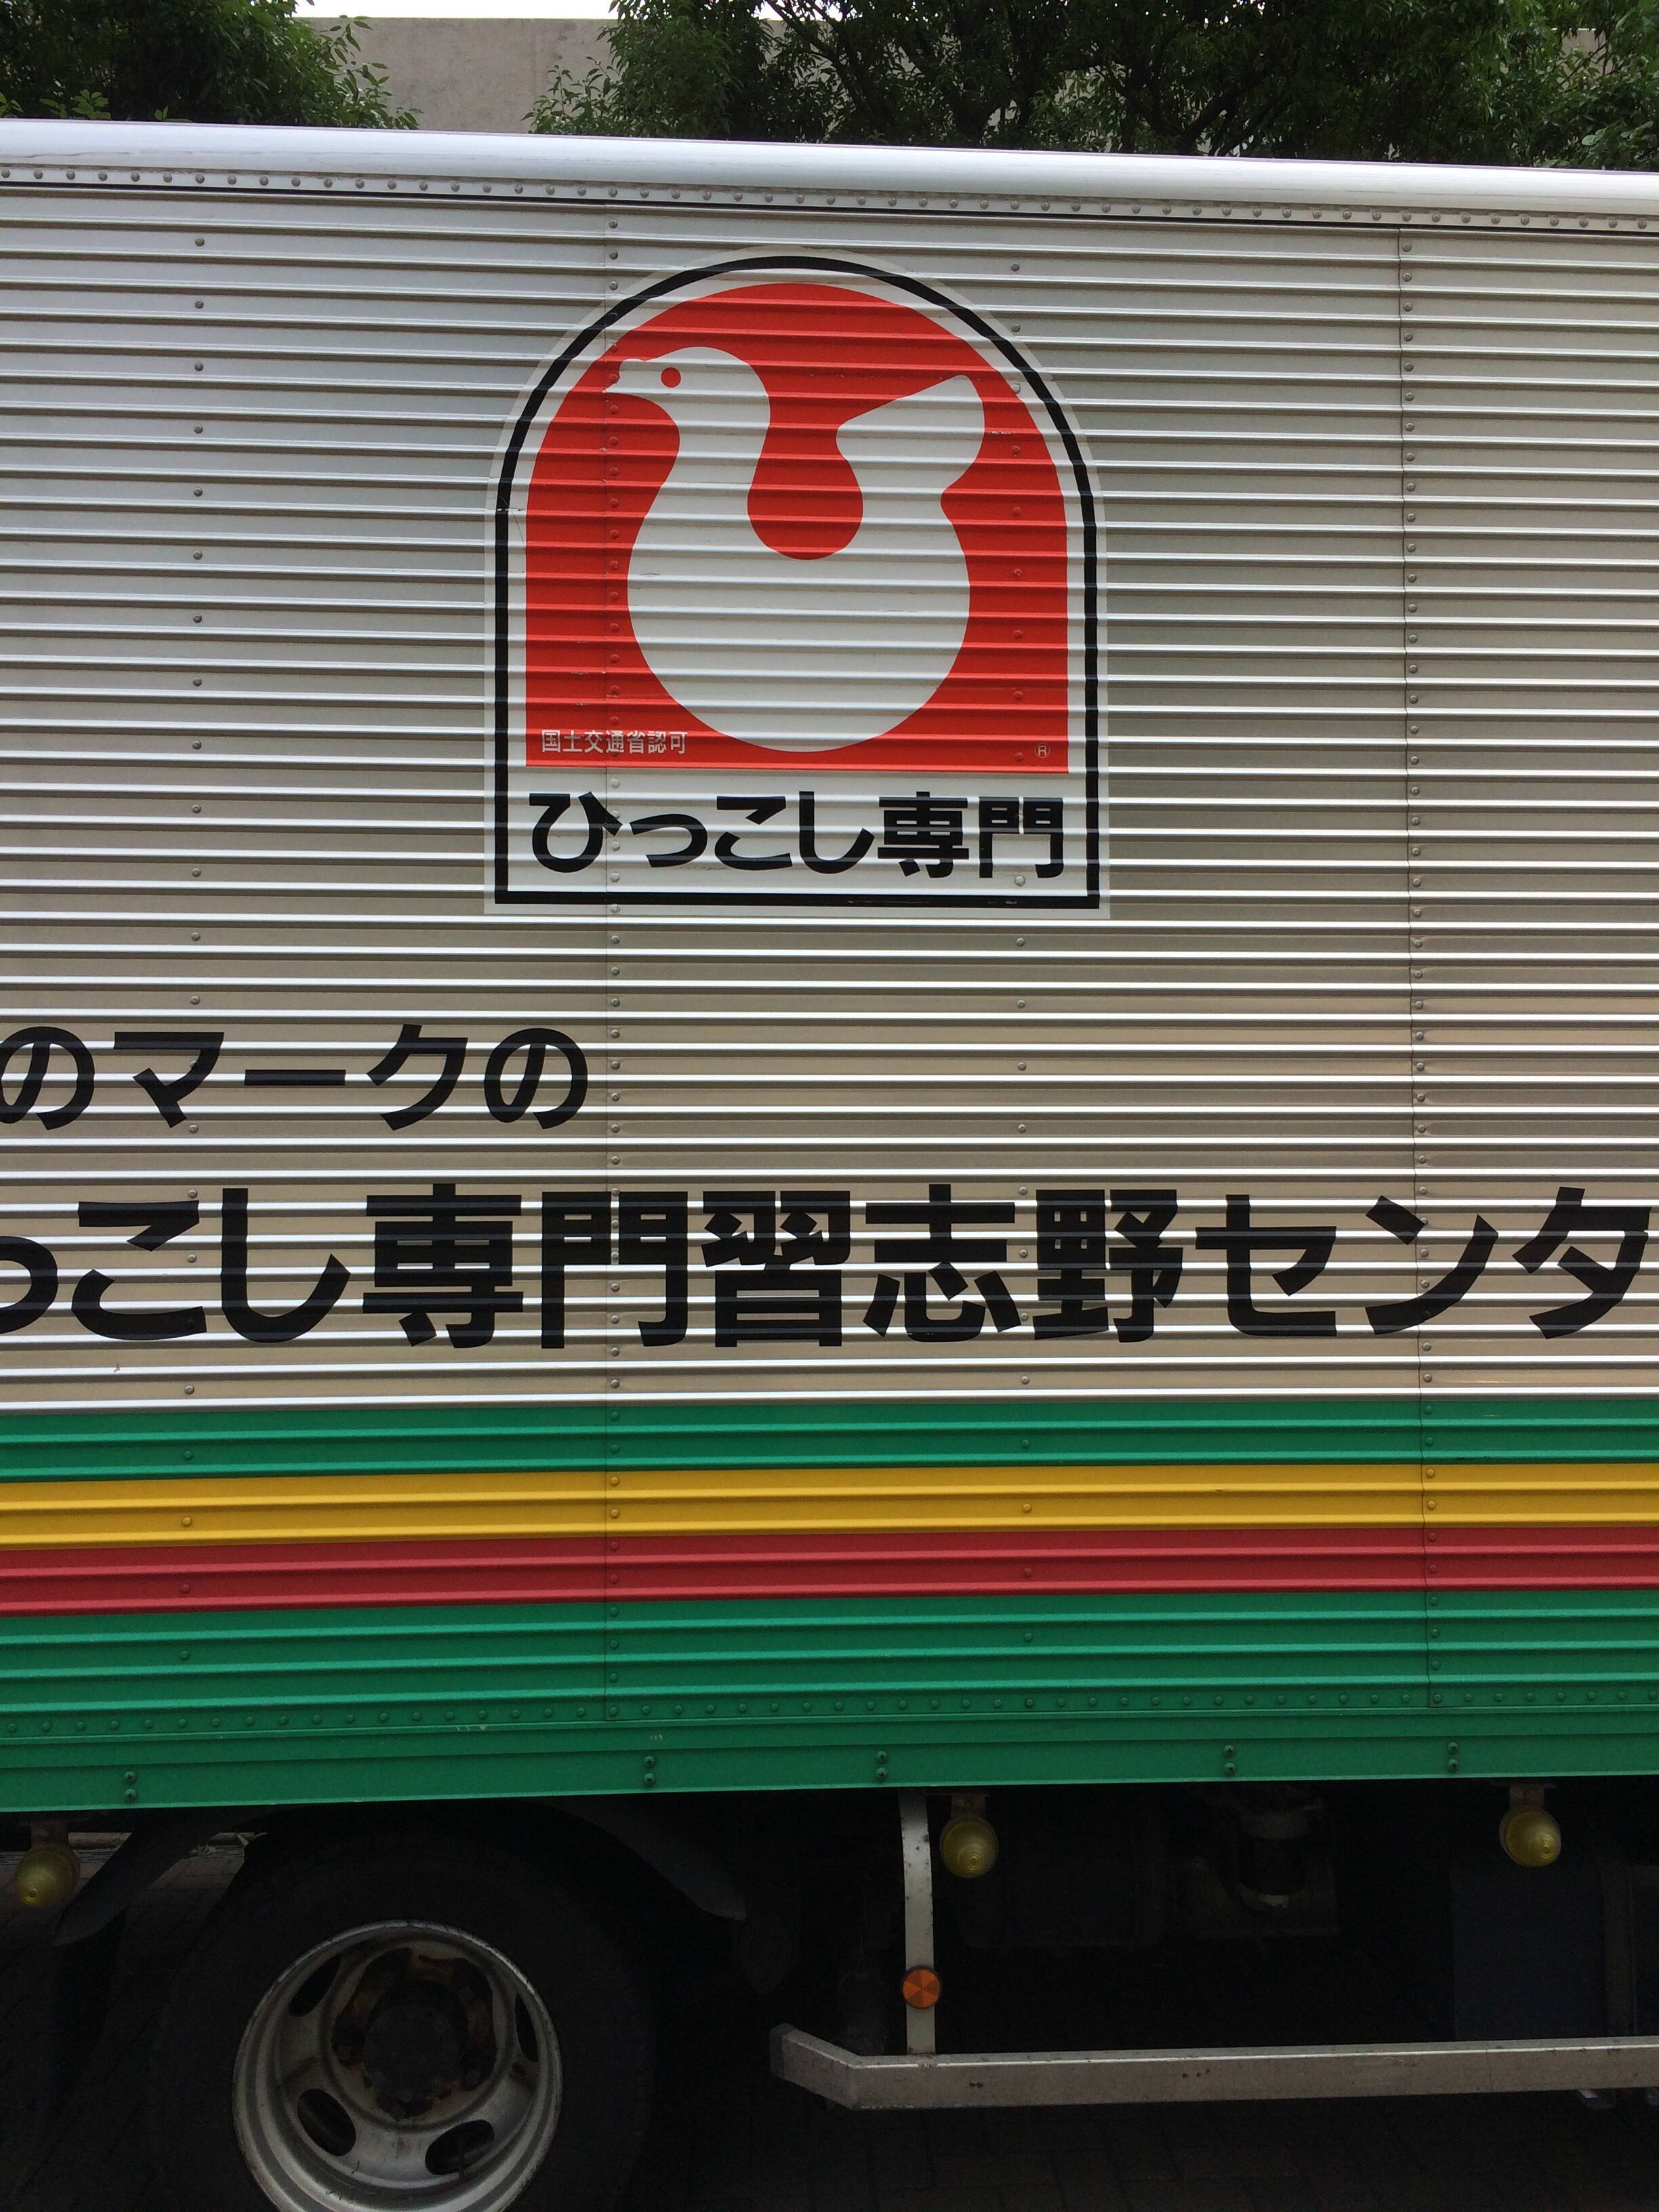 国土交通省認可
®
ひっこし専門
のマークの
っこし専門習志野センタ